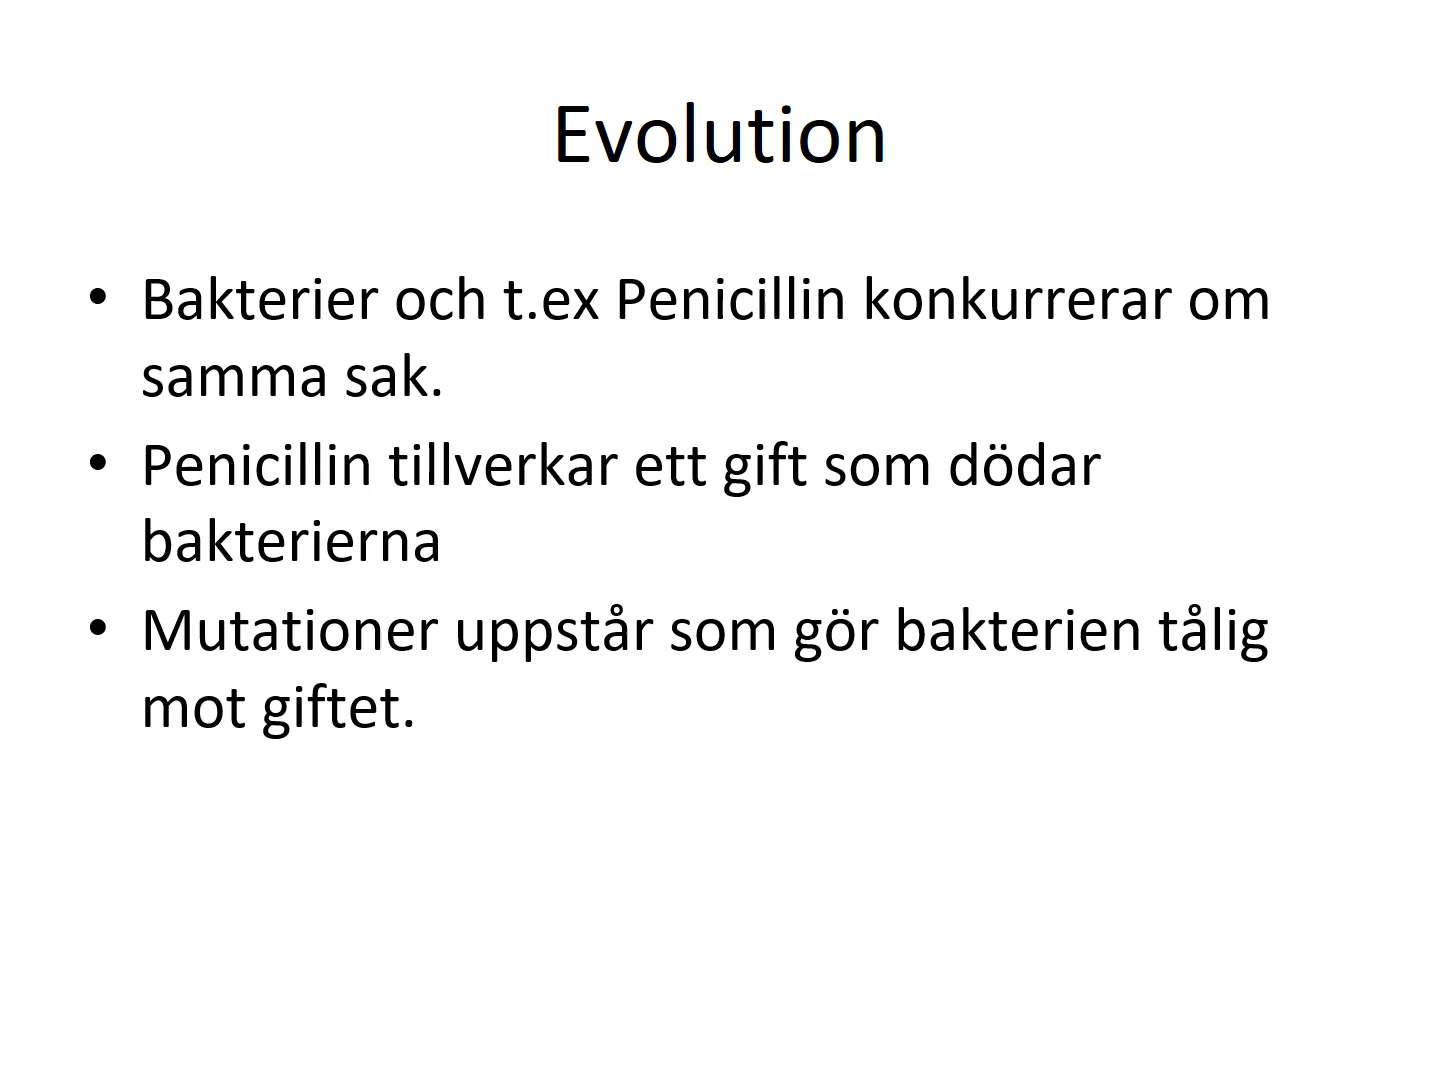 Evolution
• Bakterier och t.ex Penicillin konkurrerar om
samma sak.
• Penicillin tillverkar ett gift som dödar
bakterierna
• Mutationer uppstår som gör bakterien tålig
mot giftet.